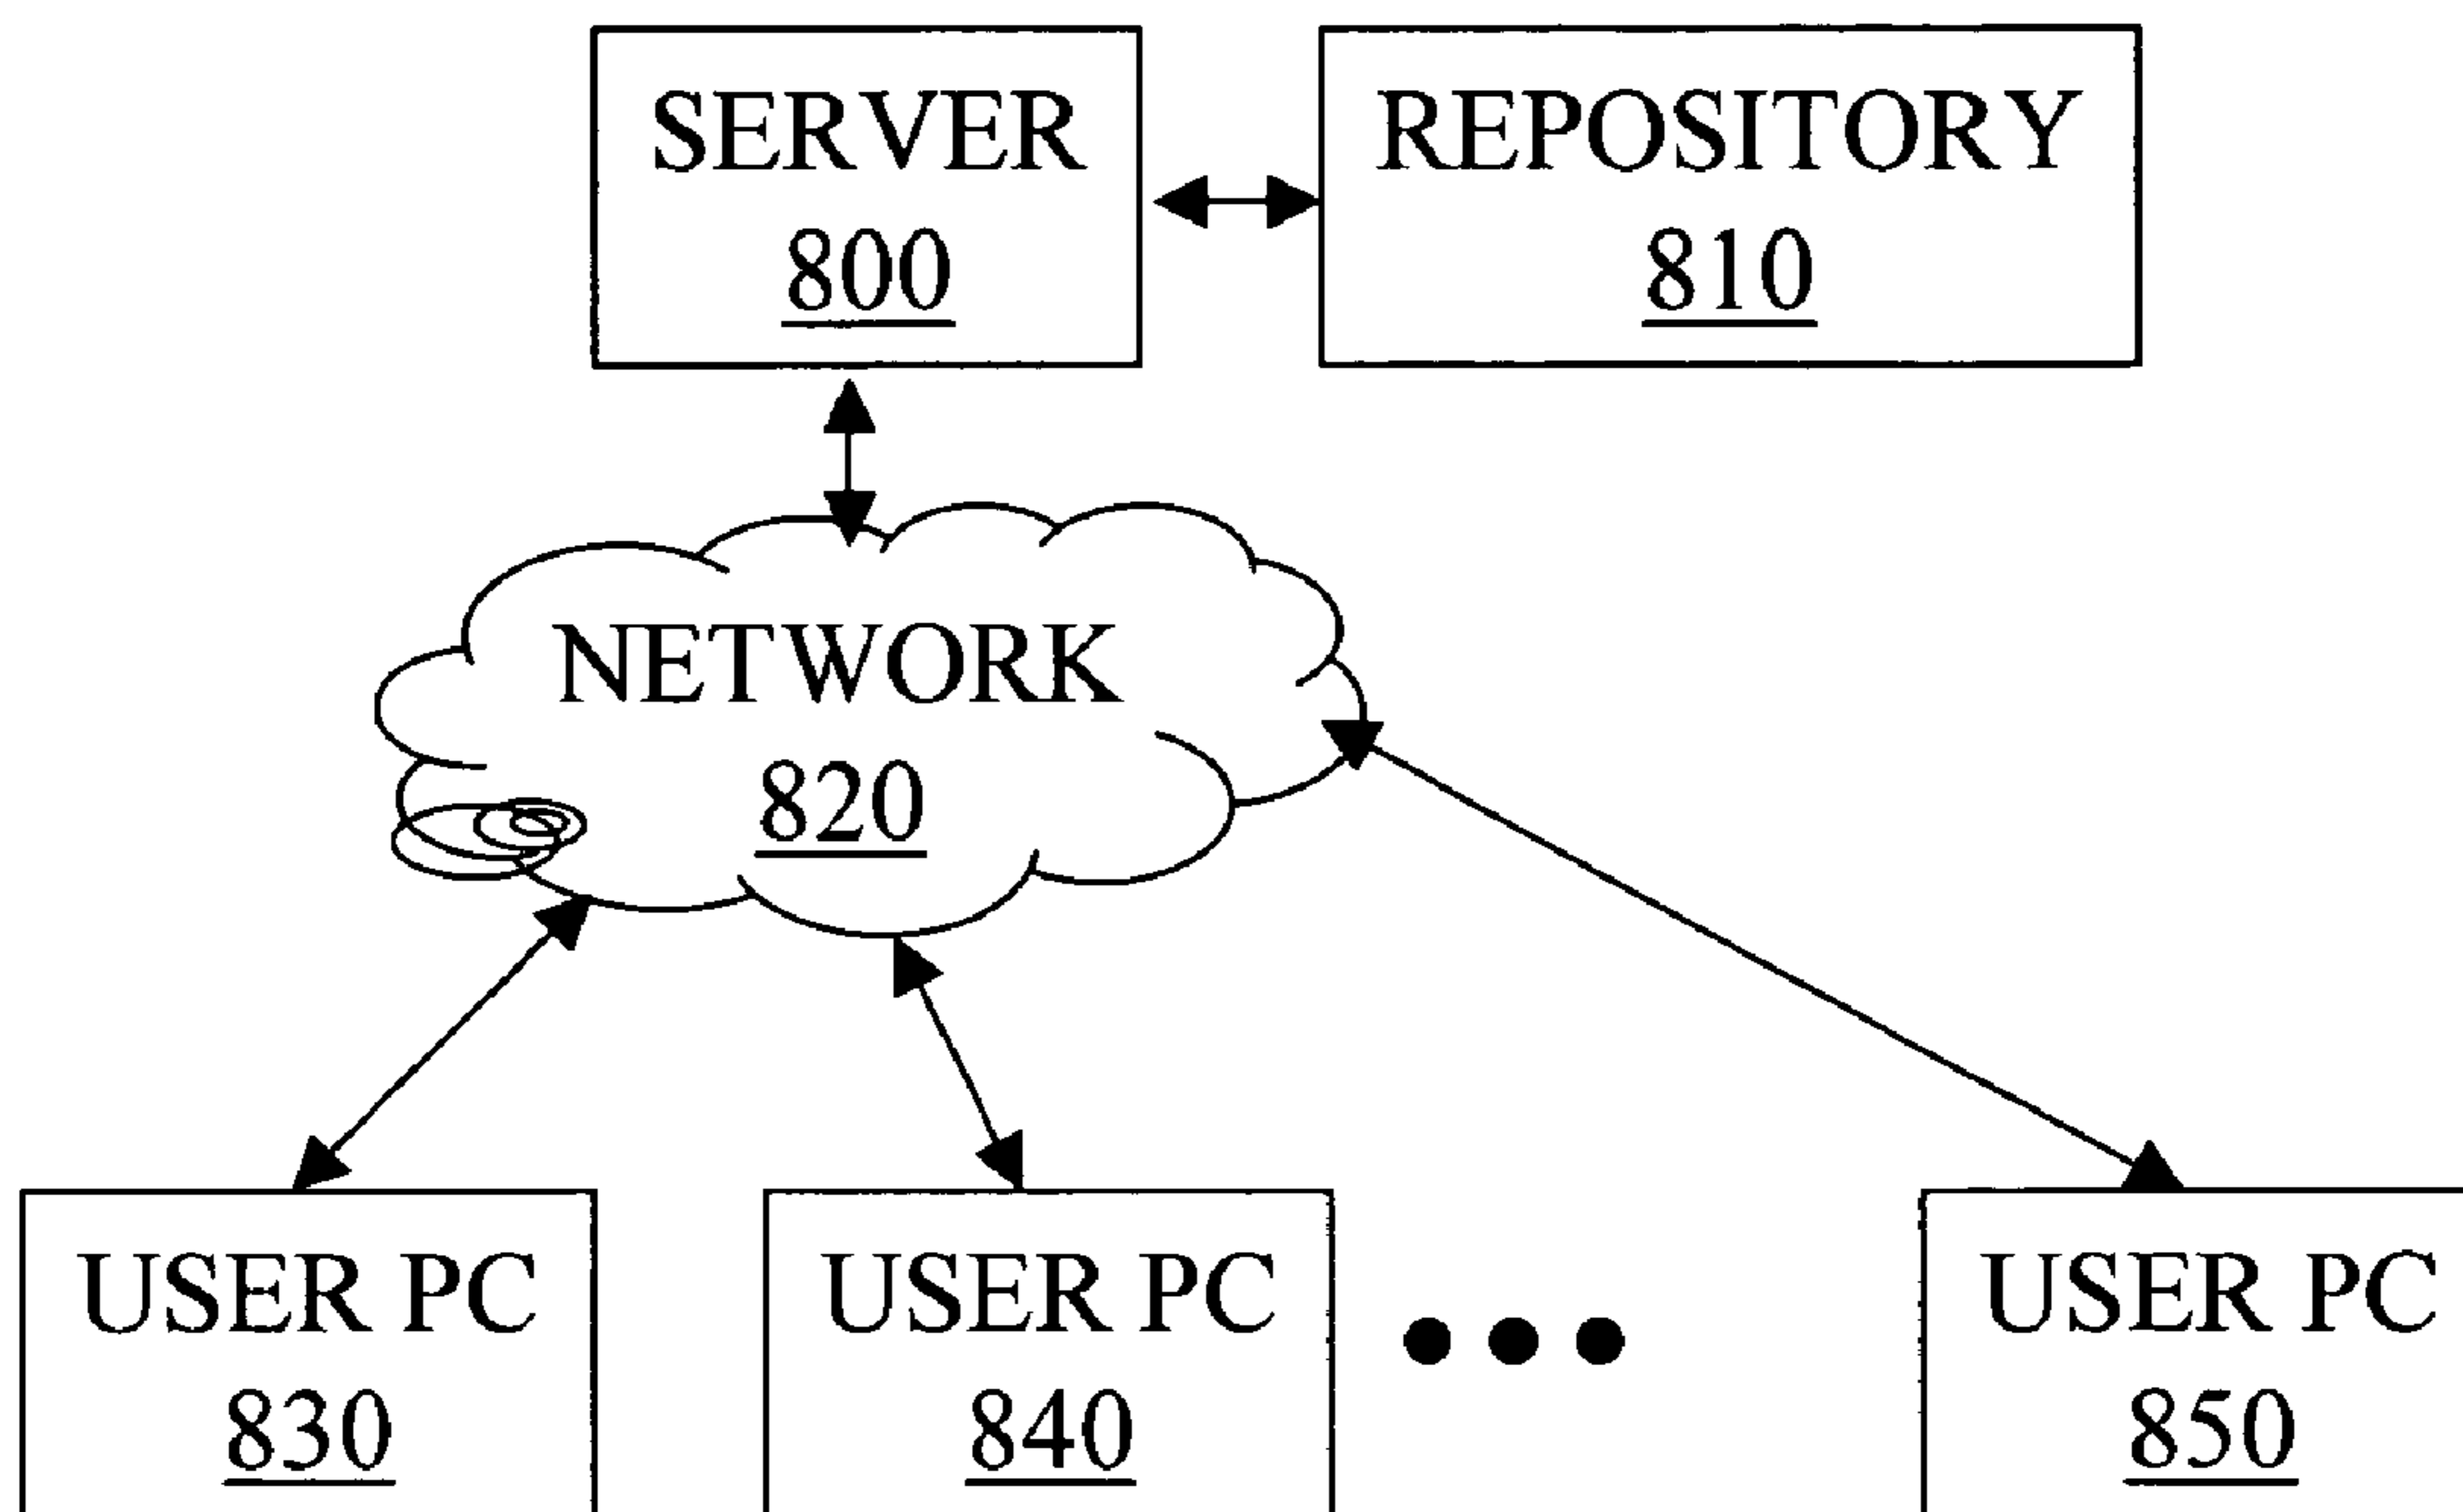 SERVER
800
REPOSITORY
810
NETWORK
820
USER PC
830
USER PC
840
USER PC
850